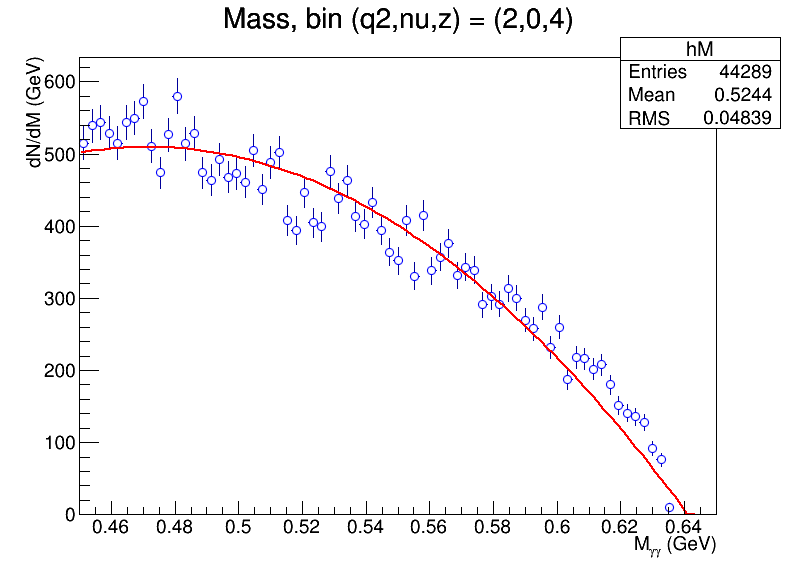 Mass, bin (q2,nu,z) = (2,0,4)
hM
Entries 44289
Mean 0.5244
RMS 0.04839
dN/dM (GeV)
600
500
400
300
200
100
0
0.46 0.48 0.5 0.52 0.54 0.56 0.58 0.6 0.62 0.64
Mγγ (GeV)